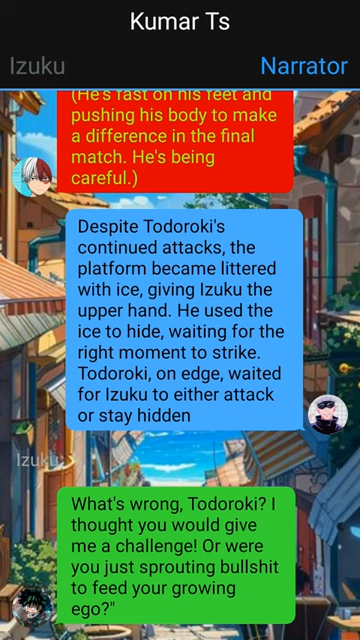 Kumar Ts
Izuku
Narrator
(He's fast on his feet and
pushing his body to make
a difference in the final
match. He's being
careful.)
Despite Todoroki's
continued attacks, the
platform became littered
with ice, giving Izuku the
upper hand. He used the
ice to hide, waiting for the
right moment to strike.
Todoroki, on edge, waited
for Izuku to either attack
or stay hidden
Izuku:
What's wrong, Todoroki? I
thought you would give
me a challenge! Or were
you just sprouting bullshit
to feed your growing
ego?"